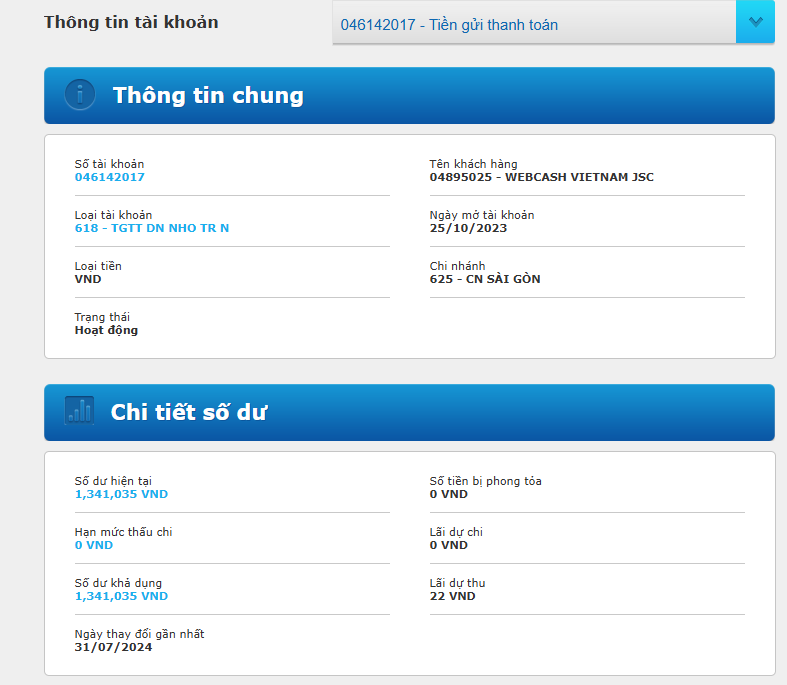 Thông tin tài khoản
046142017 - Tiền gửi thanh toán
Thông tin chung
Số tài khoản
046142017
Tên khách hàng
04895025 - WEBCASH VIETNAM JSC
Loại tài khoản
618 - TGTT DN NHO TR N
Ngày mở tài khoản
25/10/2023
Loại tiền
VND
Chi nhánh
625 - CN SÀI GÒN
Trạng thái
Hoạt động
Chi tiết số dư
Số dư hiện tại
1,341,035 VND
Số tiền bị phong tỏa
0 VND
Hạn mức thấu chi
0 VND
Lãi dự chi
0 VND
Số dư khả dụng
1,341,035 VND
Lãi dự thu
22 VND
Ngày thay đổi gần nhất
31/07/2024